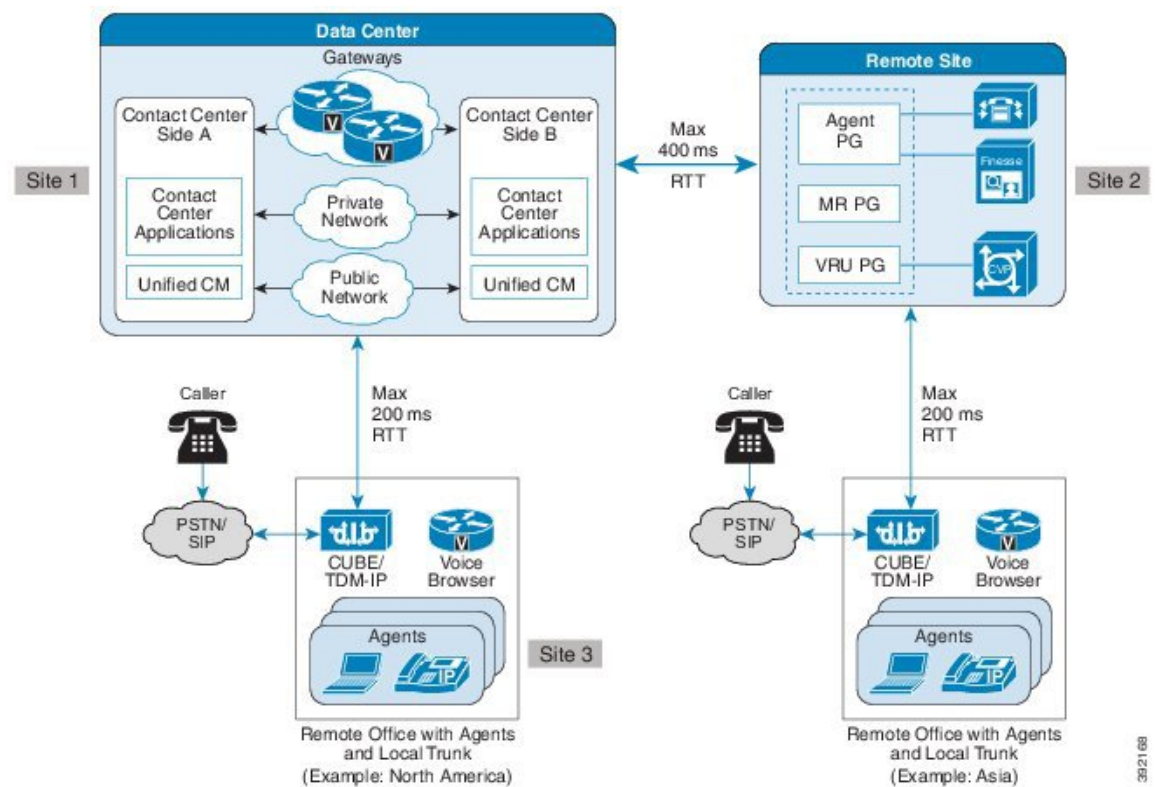 Data Center
Gateways
Contact Center
Side A
V
V
Contact Center
Side B
Contact
Center
Applications
Private
Network
Contact
Center
Applications
Unified CM
Public
Network
Unified CM
Site 1
Max
400 ms
RTT
Remote Site
Agent
PG
Finesse
MR PG
VRU PG
CVP
Site 2
Caller
Max
200 ms
RTT
PSTN/
SIP
CUBE/
TDM-IP
V
Voice
Browser
Agents
IP
Site 3
Remote Office with Agents
and Local Trunk
(Example: North America)
Caller
Max
200 ms
RTT
PSTN/
SIP
CUBE/
TDM-IP
V
Voice
Browser
Agents
IP
Remote Office with Agents
and Local Trunk
(Example: Asia)
392168